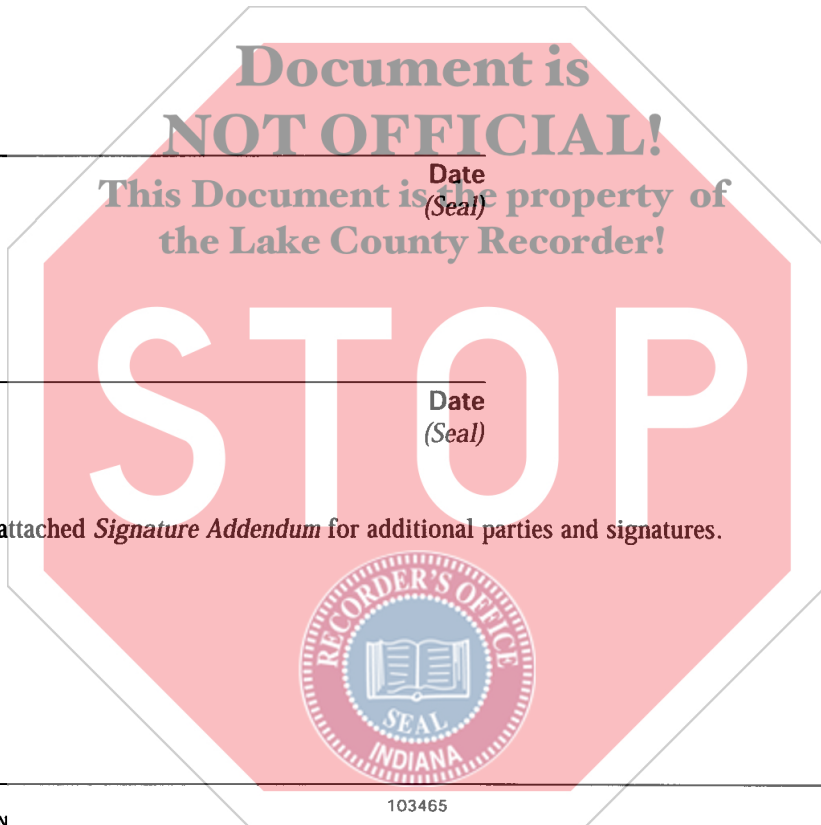 Document is
NOT OFFICIAL!
Date
This Document is the property of
(Seal)
the Lake County Recorder!
STOP
Date
(Seal)
attached Signature Addendum for additional parties and signatures.
RECORDER'S OFFICE
SEAL
INDIANA
103465
N